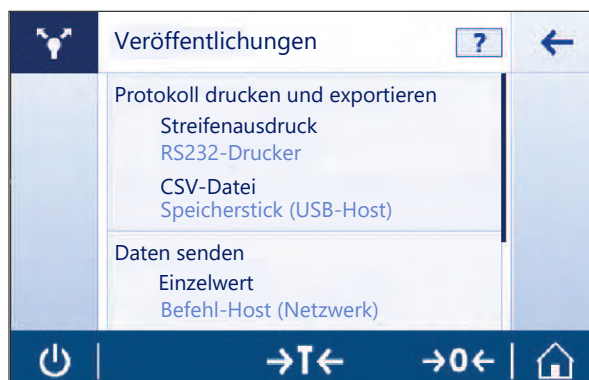 Veröffentlichungen ?
Protokoll drucken und exportieren
Streifenausdruck
RS232-Drucker
CSV-Datei
Speicherstick (USB-Host)
Daten senden
Einzelwert
Befehl-Host (Netzwerk)
→T← →0←